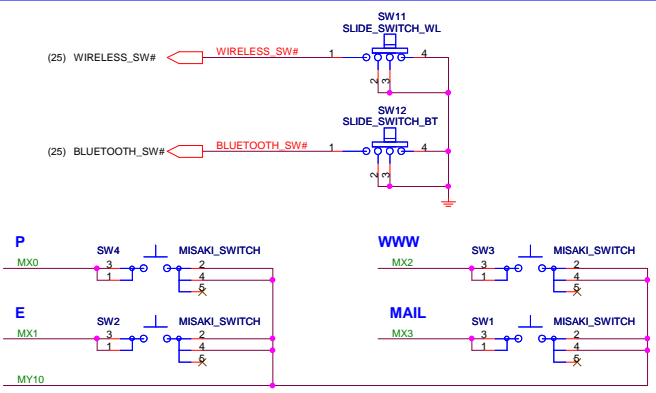 SW11
SLIDE_SWITCH_WL
(25) WIRELESS_SW# WIRELESS_SW# 1 4
2 3
SW12
SLIDE_SWITCH_BT
(25) BLUETOOTH_SW# BLUETOOTH_SW# 1 4
2 3
P WWW
SW4 MISAKI_SWITCH SW3 MISAKI_SWITCH
MX0 3 2 MX2 3 2
1 4 1 4
5 5
E MAIL
SW2 MISAKI_SWITCH SW1 MISAKI_SWITCH
MX1 3 2 MX3 3 2
1 4 1 4
5 5
MY10